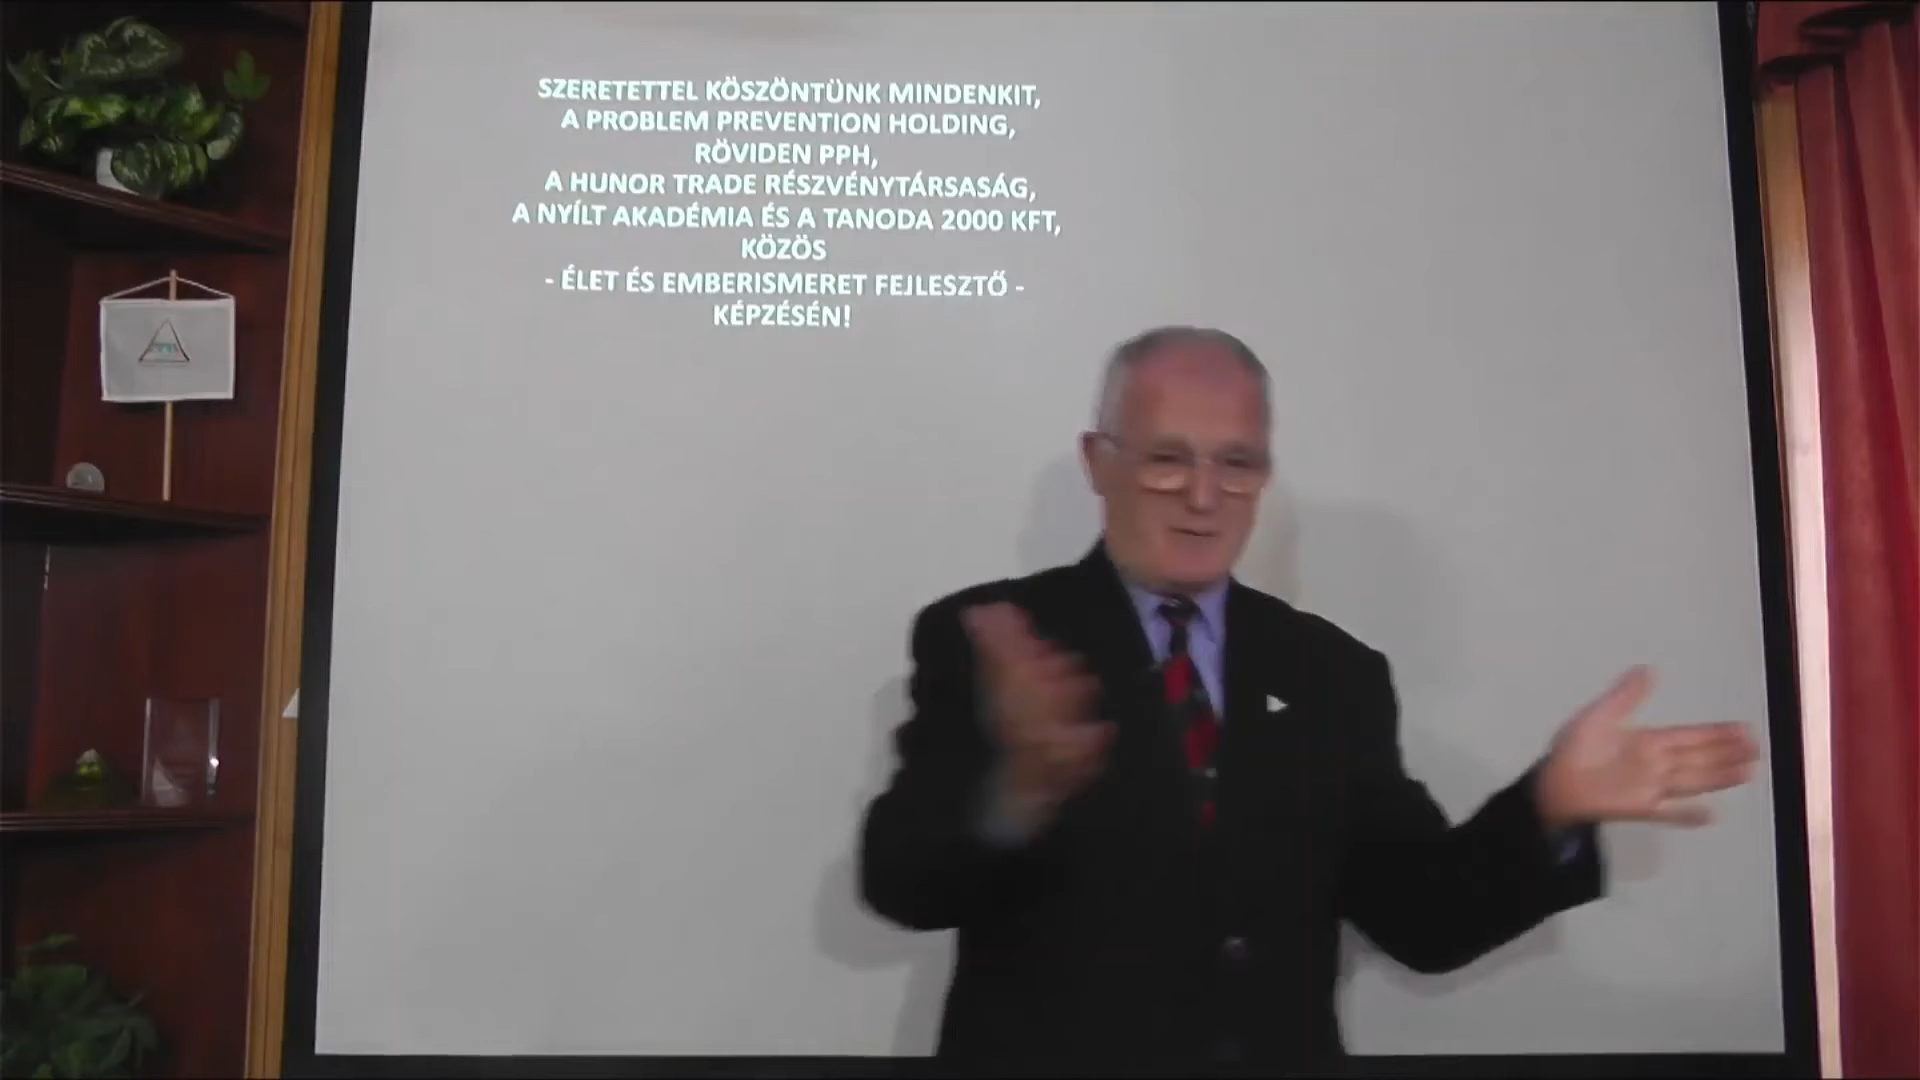 SZERETETTEL KÖSZÖNTÜNK MINDENKIT,
A PROBLEM PREVENTION HOLDING,
RÖVIDEN PPH,
A HUNOR TRADE RÉSZVÉNYTÁRSASÁG,
A NYÍLT AKADÉMIA ÉS A TANODA 2000 KFT,
KÖZÖS
- ÉLET ÉS EMBERISMERET FEJLESZTŐ -
KÉPZÉSÉN!